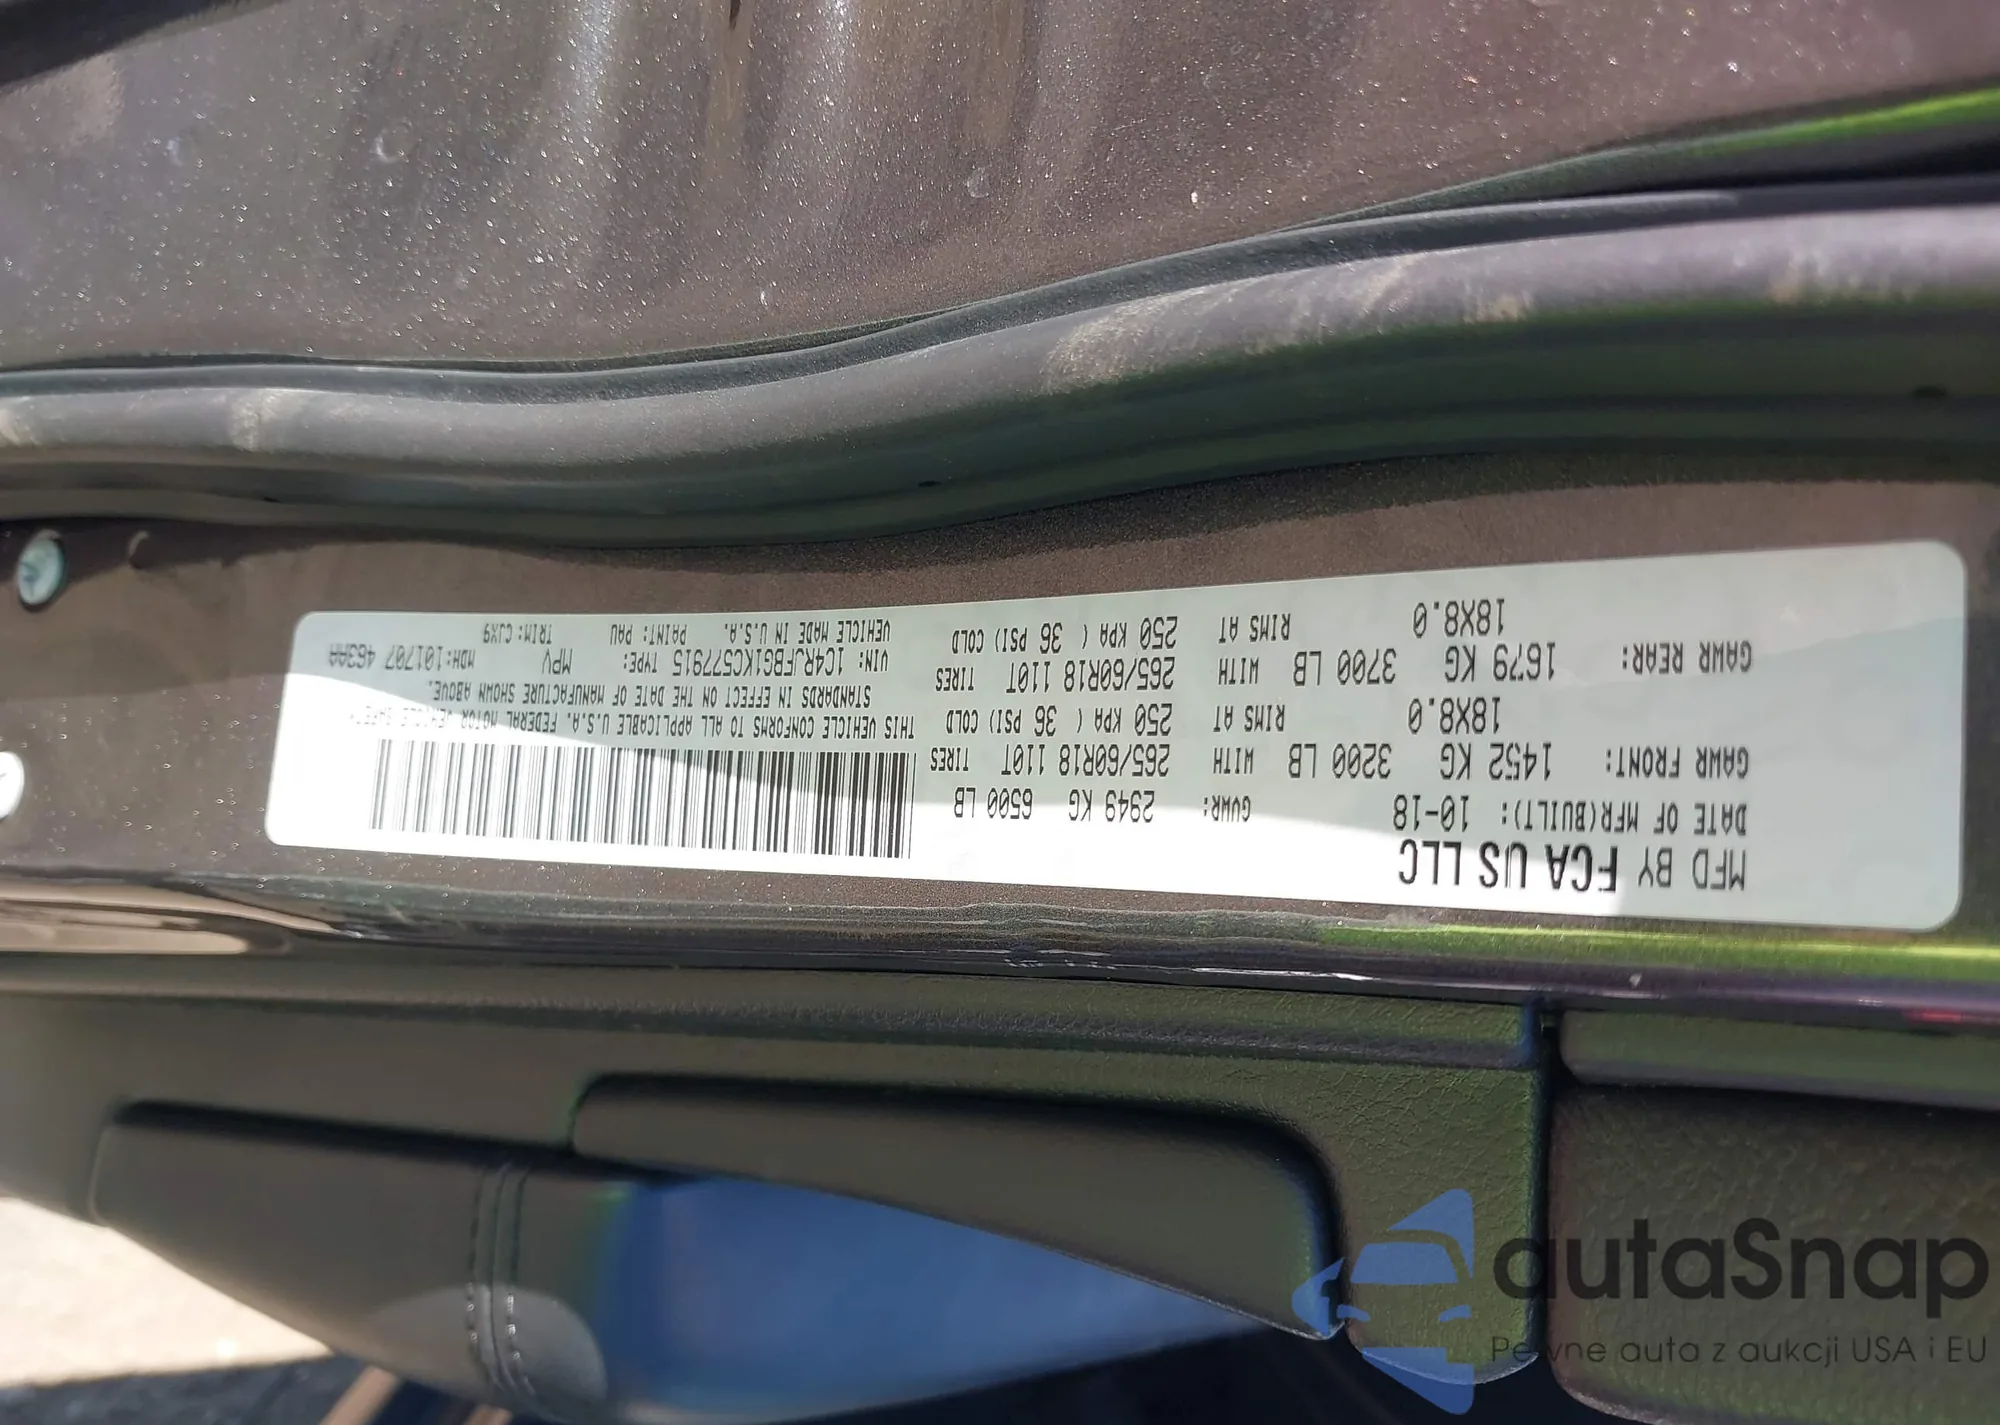 MFD BY FCA US LLC
DATE OF MFR(BUILT): 10-18 GVWR: 2949 KG 6500 LB
GAWR FRONT: 1452 KG 3200 LB WITH 265/60R18 110T TIRES
18X8.0 RIMS AT 250 KPA ( 36 PSI) COLD
GAWR REAR: 1679 KG 3700 LB WITH 265/60R18 110T TIRES
18X8.0 RIMS AT 250 KPA ( 36 PSI) COLD
THIS VEHICLE CONFORMS TO ALL APPLICABLE U.S.A. FEDERAL MOTOR VEHICLE SAFETY
STANDARDS IN EFFECT ON THE DATE OF MANUFACTURE SHOWN ABOVE.
VIN: 1C4RJFBG1KC577915 TYPE: MPV MDH:101707 463AA
VEHICLE MADE IN U.S.A. PAINT: PAU TRIM: CJX9
autaSnap
Pewne auta z aukcji USA i EU